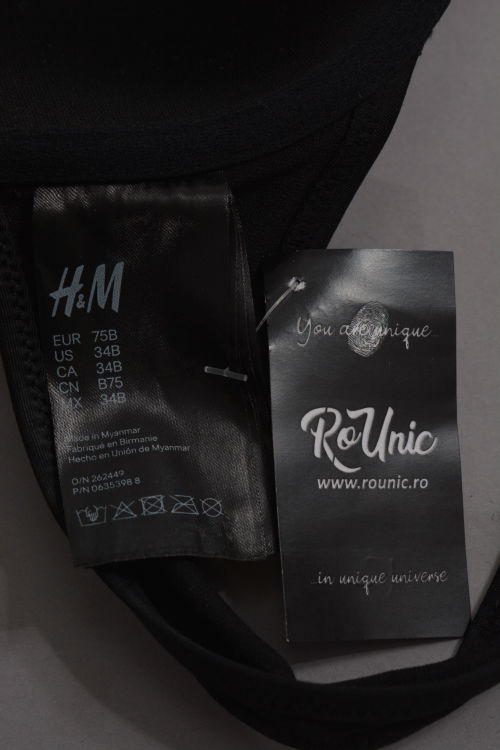 H&M
EUR 75B
US 34B
CA 34B
CN B75
MX 34B
Made in Myanmar
Fabriqué en Birmanie
Hecho en Unión de Myanmar
O/N 262449
P/N 0635398 8
You are unique
RoUnic
www.rounic.ro
...in unique universe